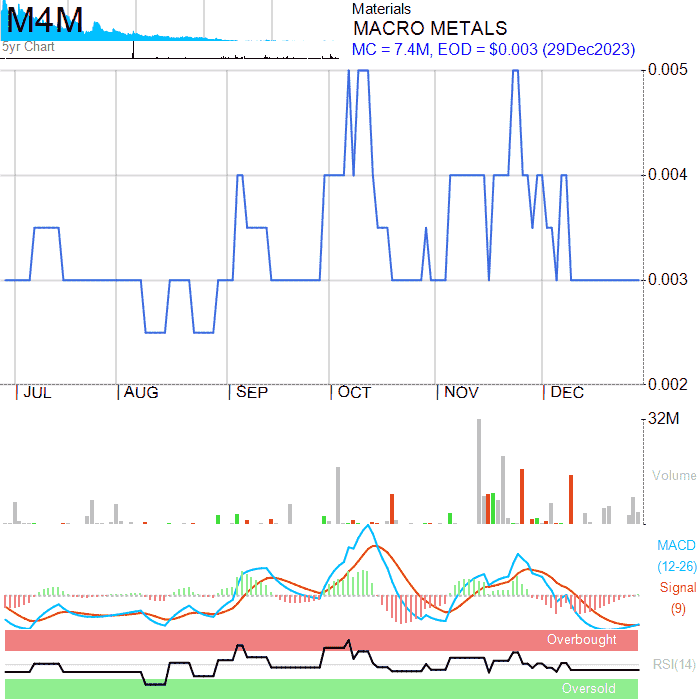 M4M
5yr Chart
Materials
MACRO METALS
MC = 7.4M, EOD = $0.003 (29Dec2023)
0.005
0.004
0.003
0.002
JUL
AUG
SEP
OCT
NOV
DEC
32M
Volume
MACD
(12-26)
Signal
(9)
Overbought
RSI(14)
Oversold